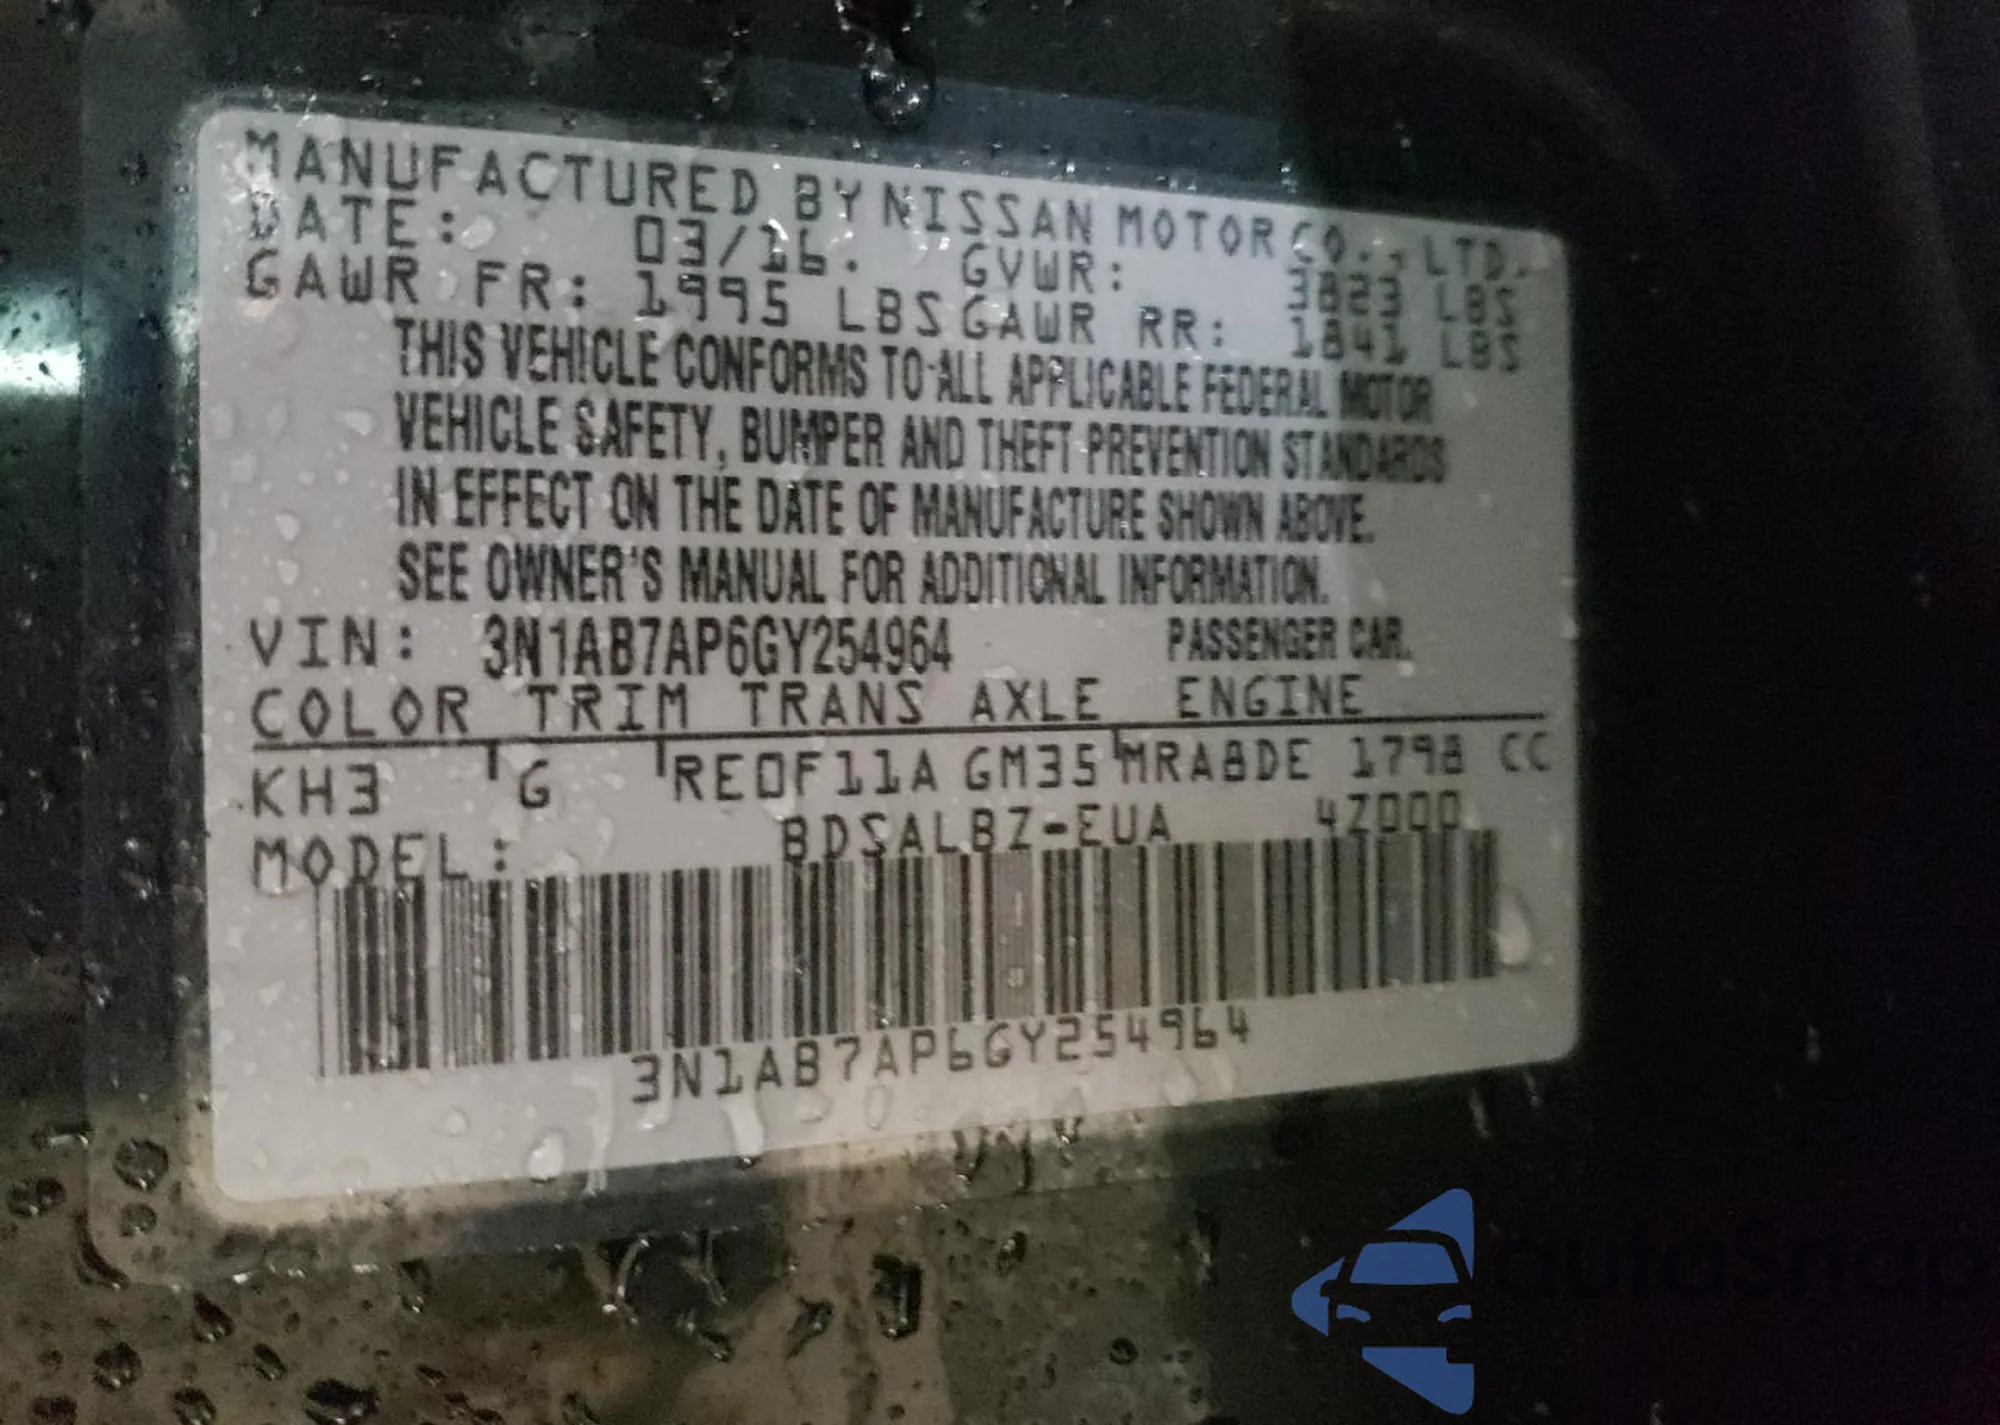 MANUFACTURED BY NISSAN MOTOR CO., LTD.
DATE: 03/16. GVWR: 3823 LBS
GAWR FR: 1995 LBS GAWR RR: 1841 LBS
THIS VEHICLE CONFORMS TO ALL APPLICABLE FEDERAL MOTOR
VEHICLE SAFETY, BUMPER AND THEFT PREVENTION STANDARDS
IN EFFECT ON THE DATE OF MANUFACTURE SHOWN ABOVE.
SEE OWNER'S MANUAL FOR ADDITIONAL INFORMATION.
VIN: 3N1AB7AP6GY254964 PASSENGER CAR.
COLOR TRIM TRANS AXLE ENGINE
KH3 G RE0F11A GM35 MRA8DE 1798 CC
MODEL: BDSALBZ-EUA 4Z000
3N1AB7AP6GY254964
autoShop